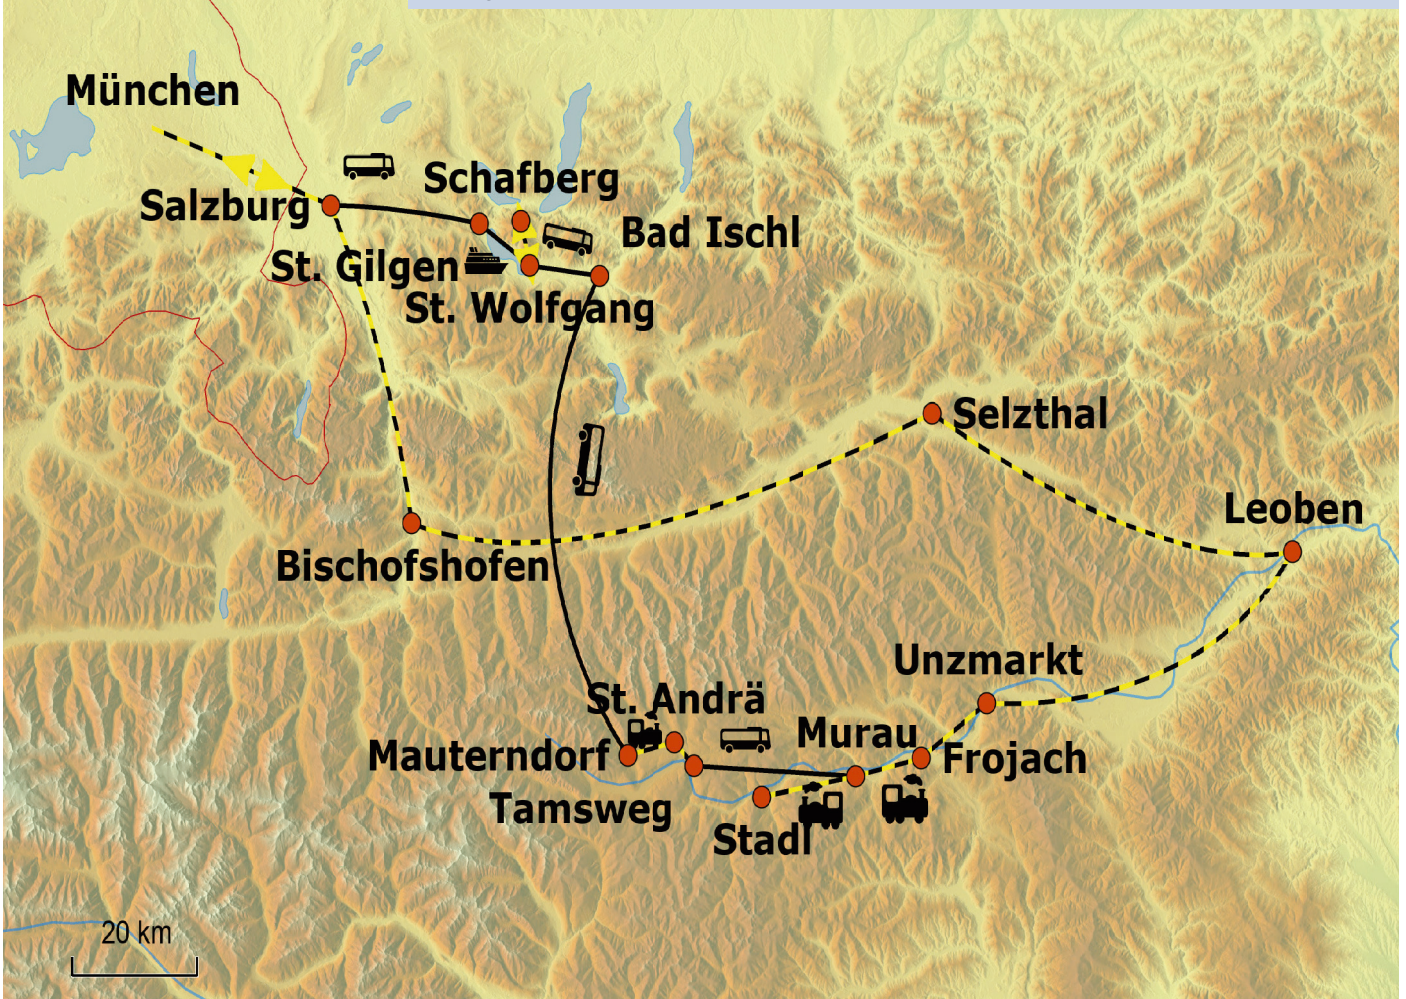 München
Schafberg
Salzburg
Bad Ischl
St. Gilgen
St. Wolfgang
Selzthal
Leoben
Bischofshofen
Unzmarkt
St. Andrä
Murau
Mauterndorf
Frojach
Tamsweg
Stadl
20 km